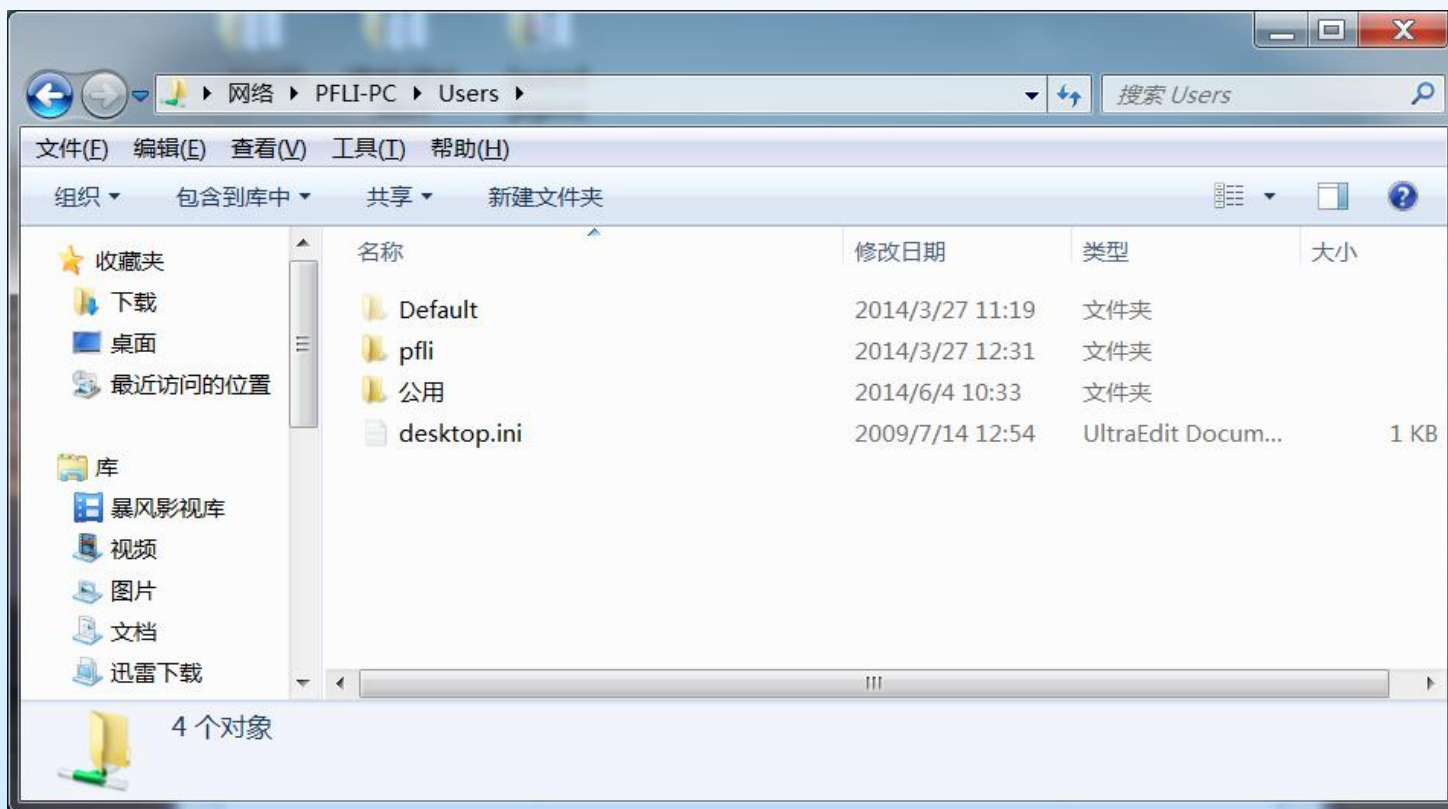 网络 PFLI-PC Users 搜索 Users
文件(F) 编辑(E) 查看(V) 工具(T) 帮助(H)
组织 包含到库中 共享 新建文件夹
收藏夹
下载
桌面
最近访问的位置
库
暴风影视库
视频
图片
文档
迅雷下载
名称 修改日期 类型 大小
Default 2014/3/27 11:19 文件夹
pfli 2014/3/27 12:31 文件夹
公用 2014/6/4 10:33 文件夹
desktop.ini 2009/7/14 12:54 UltraEdit Docum... 1 KB
4 个对象